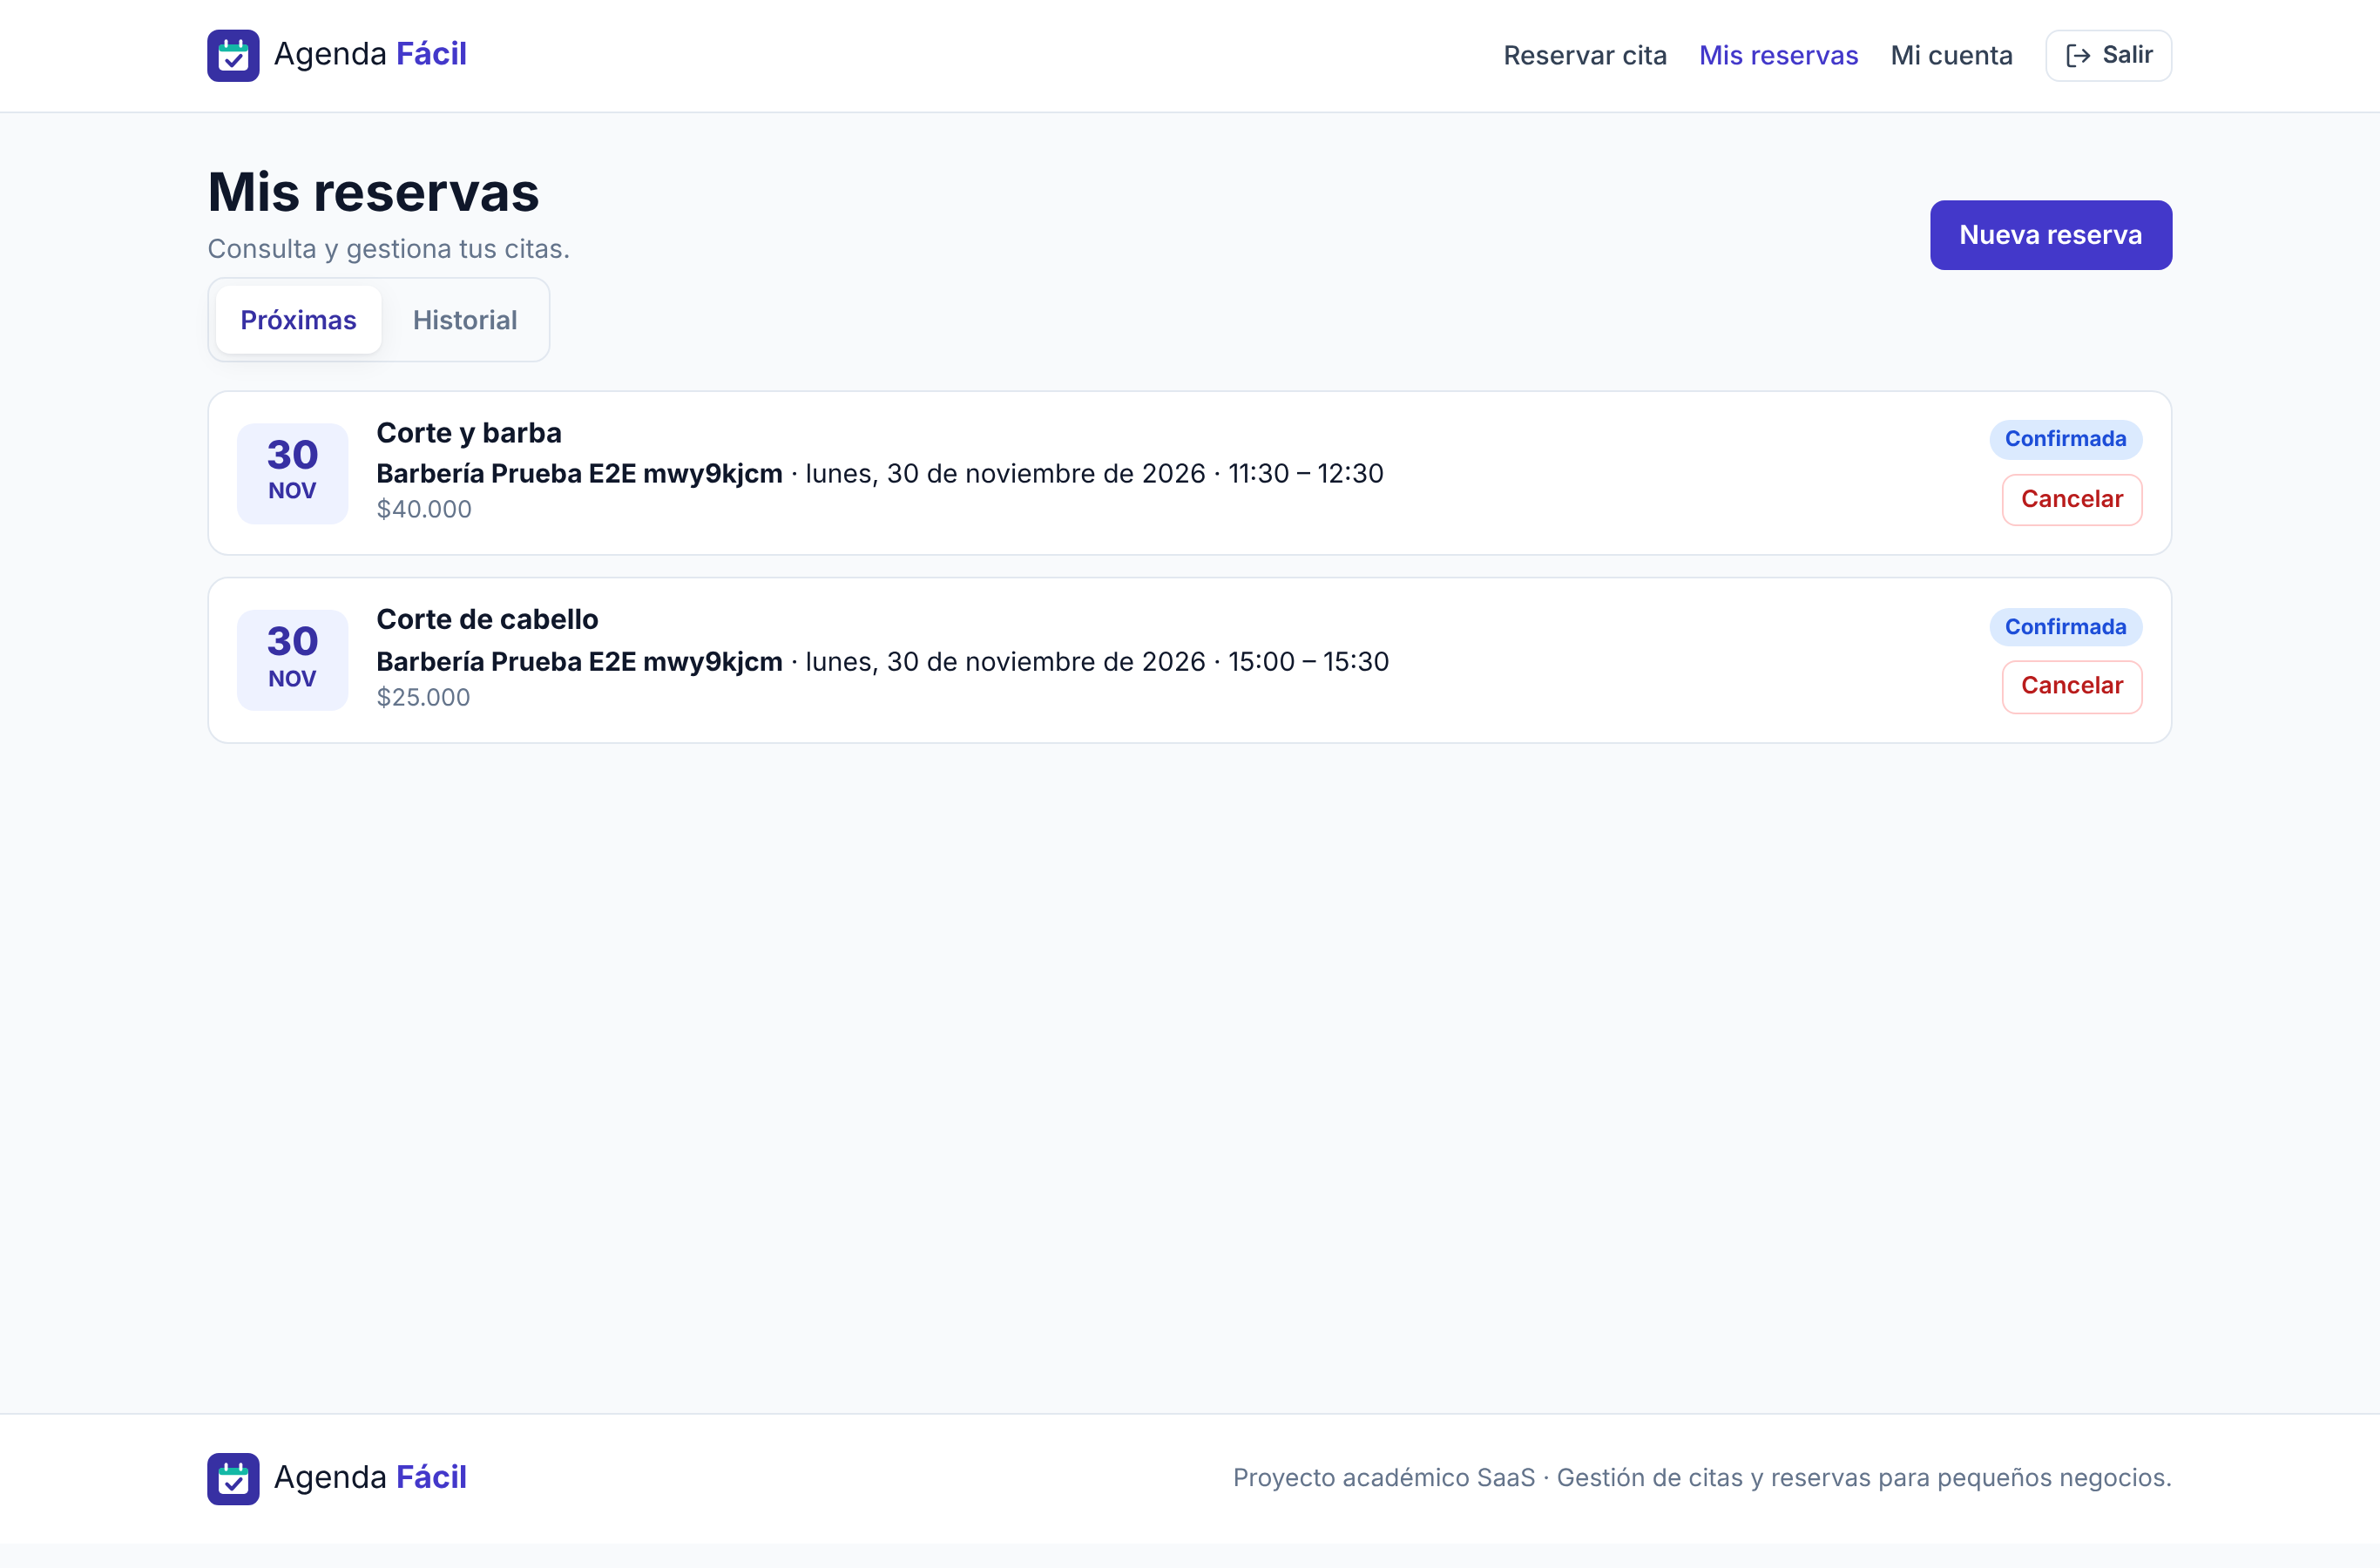 Agenda Fácil
Reservar cita
Mis reservas
Mi cuenta
Salir
Mis reservas
Consulta y gestiona tus citas.
Nueva reserva
Próximas
Historial
30
NOV
Corte y barba
Barbería Prueba E2E mwy9kjcm · lunes, 30 de noviembre de 2026 · 11:30 – 12:30
$40.000
Confirmada
Cancelar
30
NOV
Corte de cabello
Barbería Prueba E2E mwy9kjcm · lunes, 30 de noviembre de 2026 · 15:00 – 15:30
$25.000
Confirmada
Cancelar
Agenda Fácil
Proyecto académico SaaS · Gestión de citas y reservas para pequeños negocios.